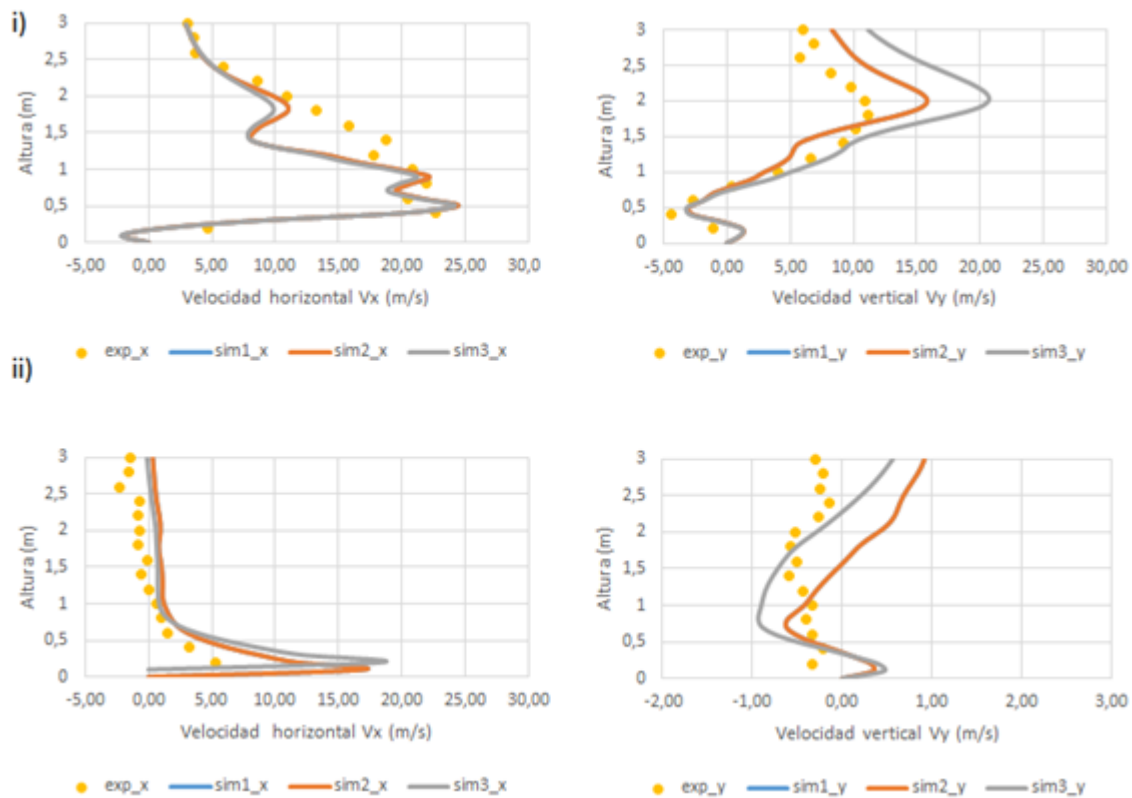 i)
Altura (m)
3
2,5
2
1,5
1
0,5
0
-5,00 0,00 5,00 10,00 15,00 20,00 25,00 30,00
Velocidad horizontal Vx (m/s)
exp_x sim1_x sim2_x sim3_x
Altura (m)
3
2,5
2
1,5
1
0,5
0
-5,00 0,00 5,00 10,00 15,00 20,00 25,00 30,00
Velocidad vertical Vy (m/s)
exp_y sim1_y sim2_y sim3_y
ii)
Altura (m)
3
2,5
2
1,5
1
0,5
0
-5,00 0,00 5,00 10,00 15,00 20,00 25,00 30,00
Velocidad horizontal Vx (m/s)
exp_x sim1_x sim2_x sim3_x
Altura (m)
3
2,5
2
1,5
1
0,5
0
-2,00 -1,00 0,00 1,00 2,00 3,00
Velocidad vertical Vy (m/s)
exp_y sim1_y sim2_y sim3_y